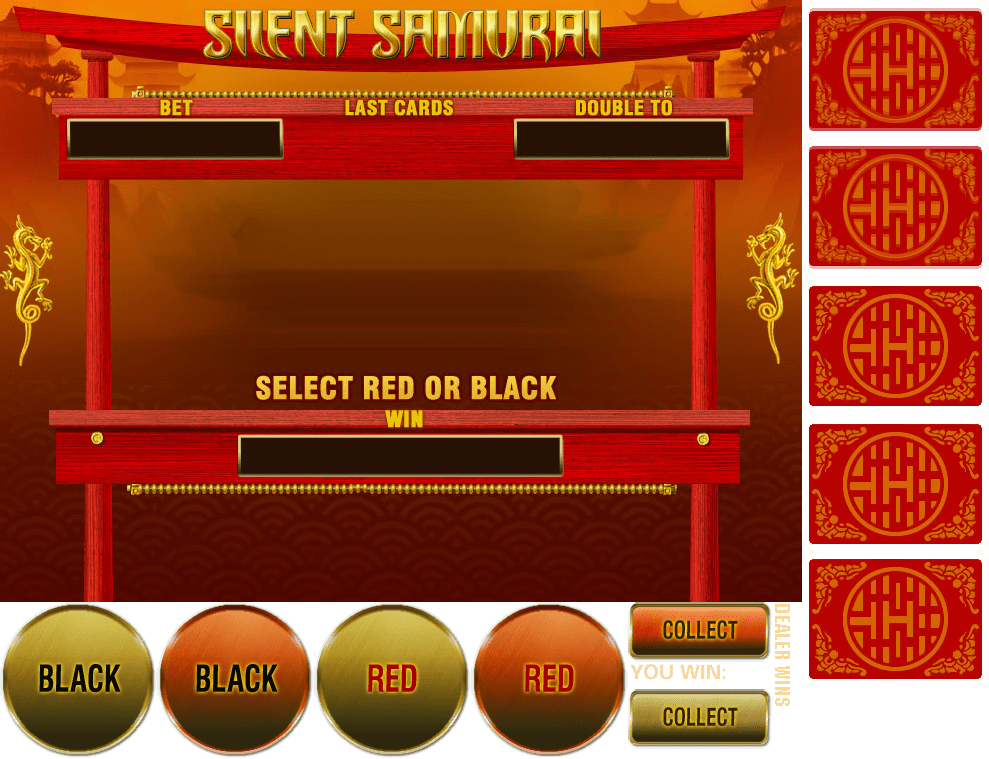 SILENT SAMURAI
BET
LAST CARDS
DOUBLE TO
SELECT RED OR BLACK
WIN
BLACK
BLACK
RED
RED
COLLECT
YOU WIN:
COLLECT
DEALER WINS